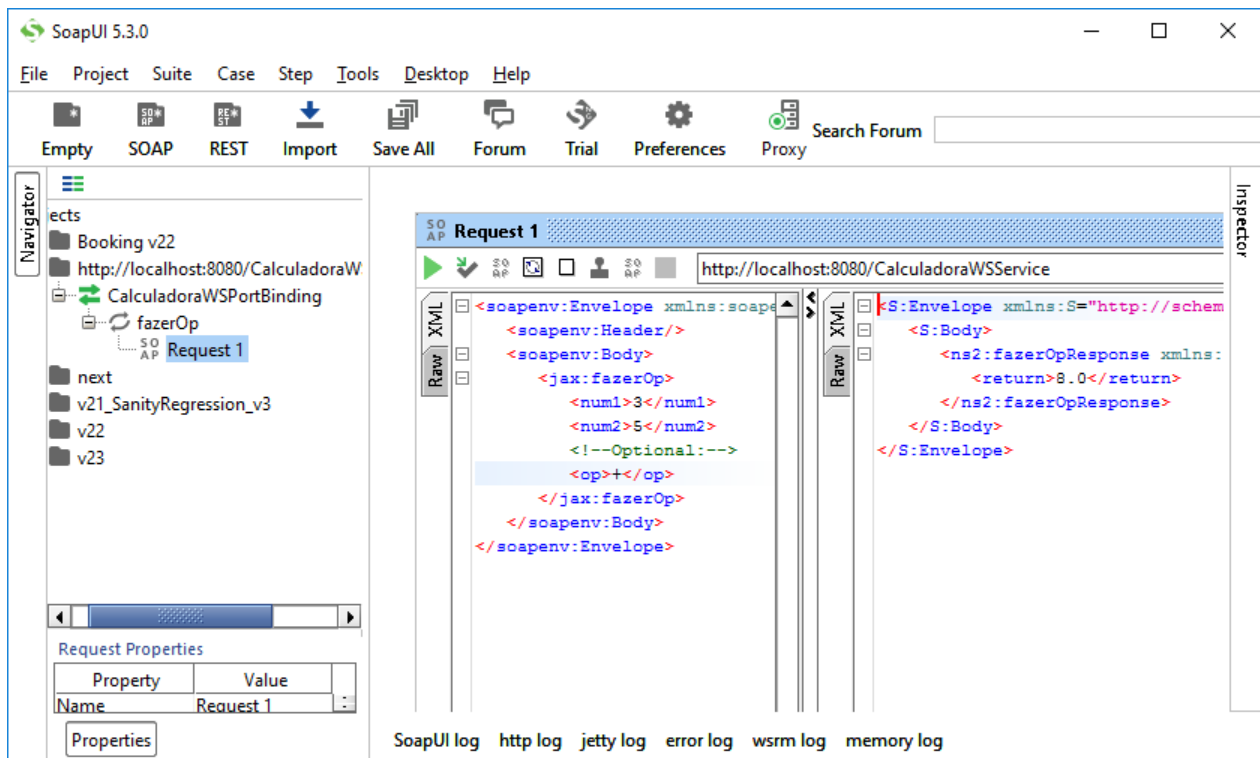 SoapUI 5.3.0
File Project Suite Case Step Tools Desktop Help
Empty SOAP REST Import Save All Forum Trial Preferences Proxy Search Forum
Navigator
ects
Booking v22
http://localhost:8080/CalculadoraW
CalculadoraWSPortBinding
fazerOp
SOAP Request 1
next
v21_SanityRegression_v3
v22
v23
Request Properties
Property Value
Name Request 1
Properties
SOAP Request 1
http://localhost:8080/CalculadoraWSService
XML
Raw
<soapenv:Envelope xmlns:soape
<soapenv:Header/>
<soapenv:Body>
<jax:fazerOp>
<num1>3</num1>
<num2>5</num2>
<!--Optional:-->
<op>+</op>
</jax:fazerOp>
</soapenv:Body>
</soapenv:Envelope>
XML
Raw
<S:Envelope xmlns:S="http://schem
<S:Body>
<ns2:fazerOpResponse xmlns:
<return>8.0</return>
</ns2:fazerOpResponse>
</S:Body>
</S:Envelope>
Inspector
SoapUI log http log jetty log error log wsrm log memory log